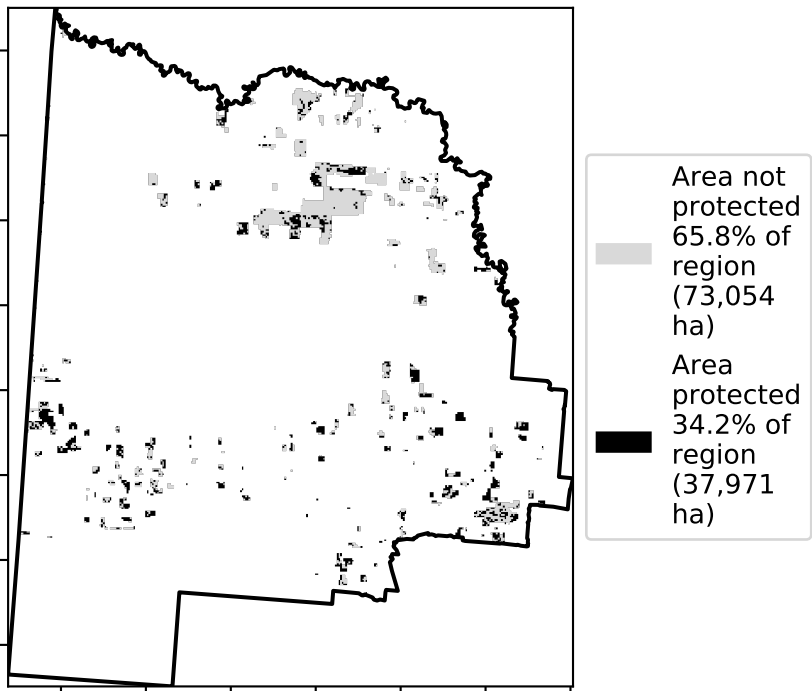 Area not
protected
65.8% of
region
(73,054
ha)
Area
protected
34.2% of
region
(37,971
ha)